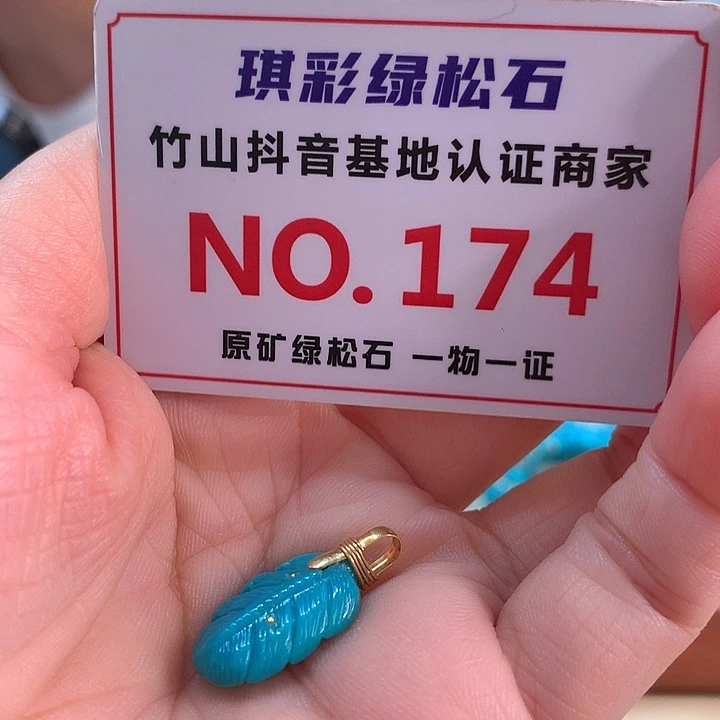 琪彩绿松石
竹山抖音基地认证商家
NO.174
原矿绿松石 一物一证